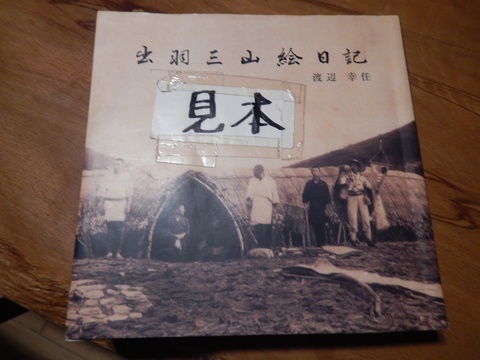 出羽三山絵日記
渡辺 幸任
見本